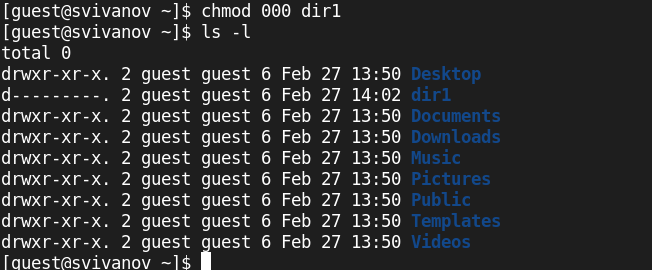 [guest@svivanov ~]$ chmod 000 dir1
[guest@svivanov ~]$ ls -l
total 0
drwxr-xr-x. 2 guest guest 6 Feb 27 13:50 Desktop
d---------. 2 guest guest 6 Feb 27 14:02 dir1
drwxr-xr-x. 2 guest guest 6 Feb 27 13:50 Documents
drwxr-xr-x. 2 guest guest 6 Feb 27 13:50 Downloads
drwxr-xr-x. 2 guest guest 6 Feb 27 13:50 Music
drwxr-xr-x. 2 guest guest 6 Feb 27 13:50 Pictures
drwxr-xr-x. 2 guest guest 6 Feb 27 13:50 Public
drwxr-xr-x. 2 guest guest 6 Feb 27 13:50 Templates
drwxr-xr-x. 2 guest guest 6 Feb 27 13:50 Videos
[guest@svivanov ~]$